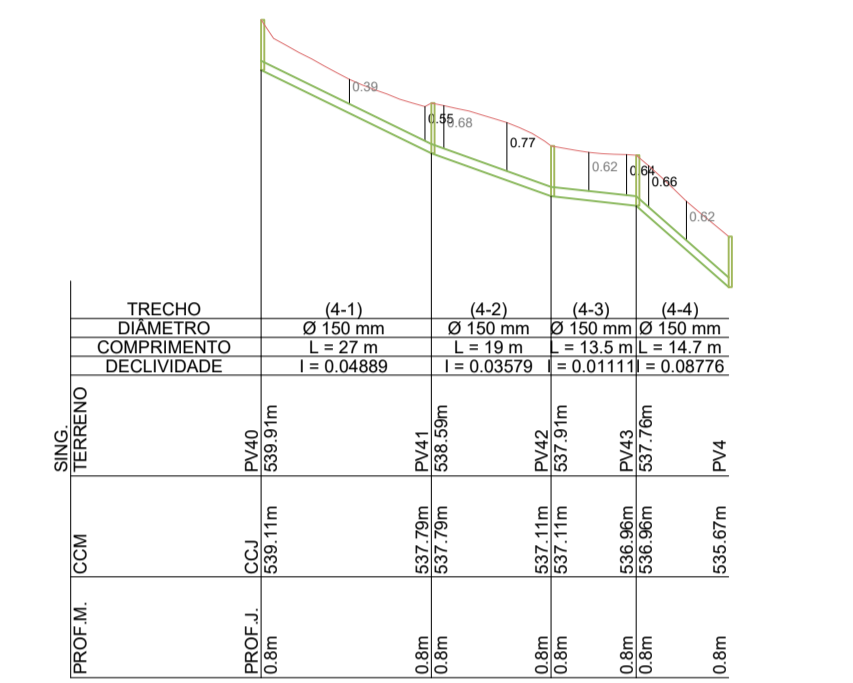 0.39
0.55
0.68
0.77
0.62
0.64
0.66
0.62
TRECHO (4-1) (4-2) (4-3) (4-4)
DIÂMETRO Ø 150 mm Ø 150 mm Ø 150 mm Ø 150 mm
COMPRIMENTO L = 27 m L = 19 m L = 13.5 m L = 14.7 m
DECLIVIDADE I = 0.04889 I = 0.03579 I = 0.01111 I = 0.08776
SING.
TERRENO
PV40
539.91m
PV41
538.59m
PV42
537.91m
PV43
537.76m
PV4
CCM
CCJ
539.11m
537.79m
537.79m
537.11m
537.11m
536.96m
536.96m
535.67m
PROF.M.
PROF.J.
0.8m
0.8m
0.8m
0.8m
0.8m
0.8m
0.8m
0.8m